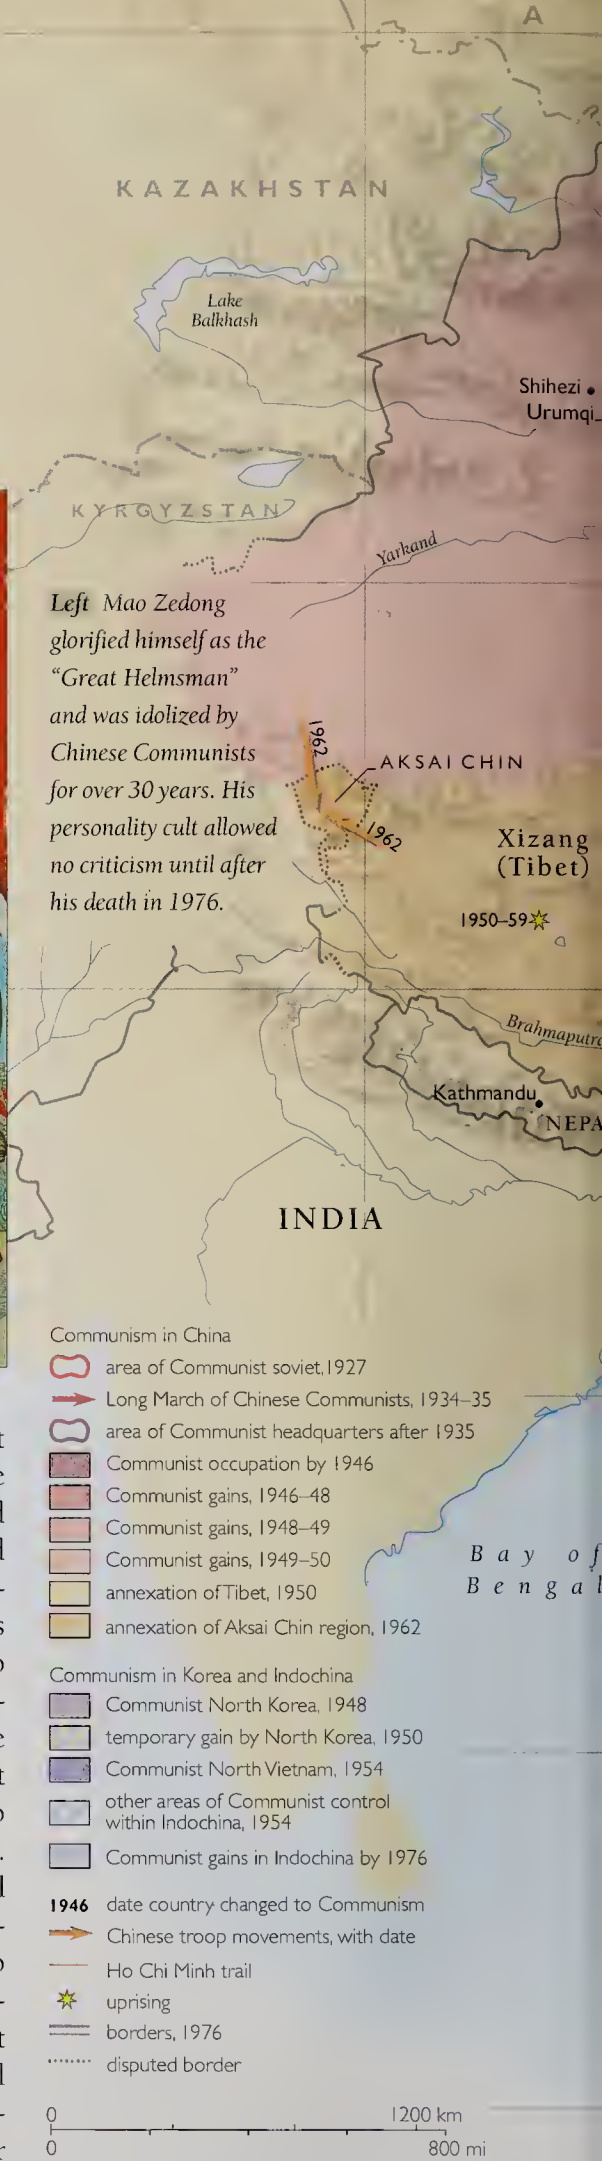 A
KAZAKHSTAN
Lake
Balkhash
Shihezi
Urumqi
KYRGYZSTAN
Yarkand
Left Mao Zedong
glorified himself as the
“Great Helmsman”
and was idolized by
Chinese Communists
for over 30 years. His
personality cult allowed
no criticism until after
his death in 1976.
1962
AKSAI CHIN
1962
Xizang
(Tibet)
1950–59
Brahmaputra
Kathmandu
NEPA
INDIA
Communism in China
area of Communist soviet, 1927
Long March of Chinese Communists, 1934–35
area of Communist headquarters after 1935
Communist occupation by 1946
Communist gains, 1946–48
Communist gains, 1948–49
Communist gains, 1949–50
annexation of Tibet, 1950
annexation of Aksai Chin region, 1962
Bay of
Bengal
Communism in Korea and Indochina
Communist North Korea, 1948
temporary gain by North Korea, 1950
Communist North Vietnam, 1954
other areas of Communist control
within Indochina, 1954
Communist gains in Indochina by 1976
1946 date country changed to Communism
Chinese troop movements, with date
Ho Chi Minh trail
uprising
borders, 1976
disputed border
0 1200 km
0 800 mi